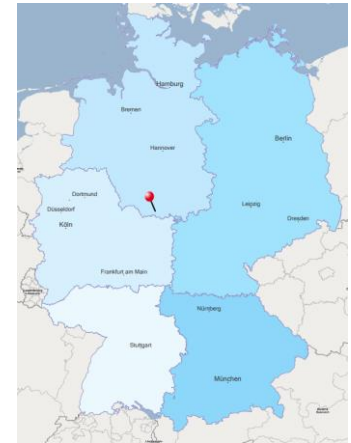 Hamburg
Bremen
Hannover
Berlin
Dortmund
Düsseldorf
Köln
Leipzig
Dresden
Frankfurt am Main
Nürnberg
Stuttgart
München